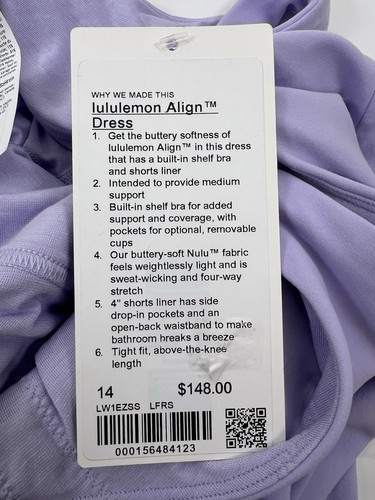 WHY WE MADE THIS
lululemon Align™
Dress
1. Get the buttery softness of
lululemon Align™ in this dress
that has a built-in shelf bra
and shorts liner
2. Intended to provide medium
support
3. Built-in shelf bra for added
support and coverage, with
pockets for optional, removable
cups
4. Our buttery-soft Nulu™ fabric
feels weightlessly light and is
sweat-wicking and four-way
stretch
5. 4" shorts liner has side
drop-in pockets and an
open-back waistband to make
bathroom breaks a breeze
6. Tight fit, above-the-knee
length
14 $148.00
LW1EZSS LFRS
000156484123